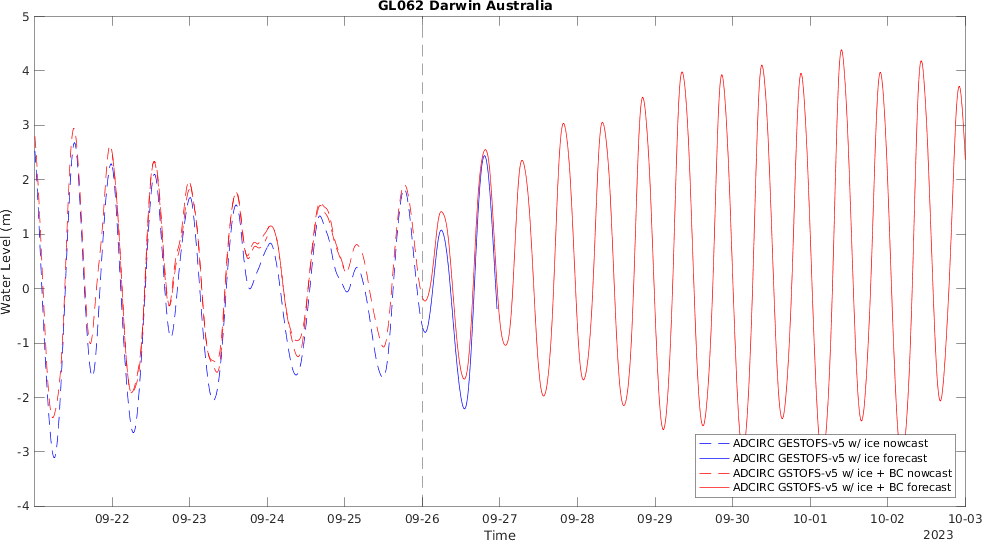 GL062 Darwin Australia
5
4
3
2
1
0
-1
-2
-3
-4
Water Level (m)
ADCIRC GESTOFS-v5 w/ ice nowcast
ADCIRC GESTOFS-v5 w/ ice forecast
ADCIRC GSTOFS-v5 w/ ice + BC nowcast
ADCIRC GSTOFS-v5 w/ ice + BC forecast
09-22 09-23 09-24 09-25 09-26 09-27 09-28 09-29 09-30 10-01 10-02 10-03
Time 2023